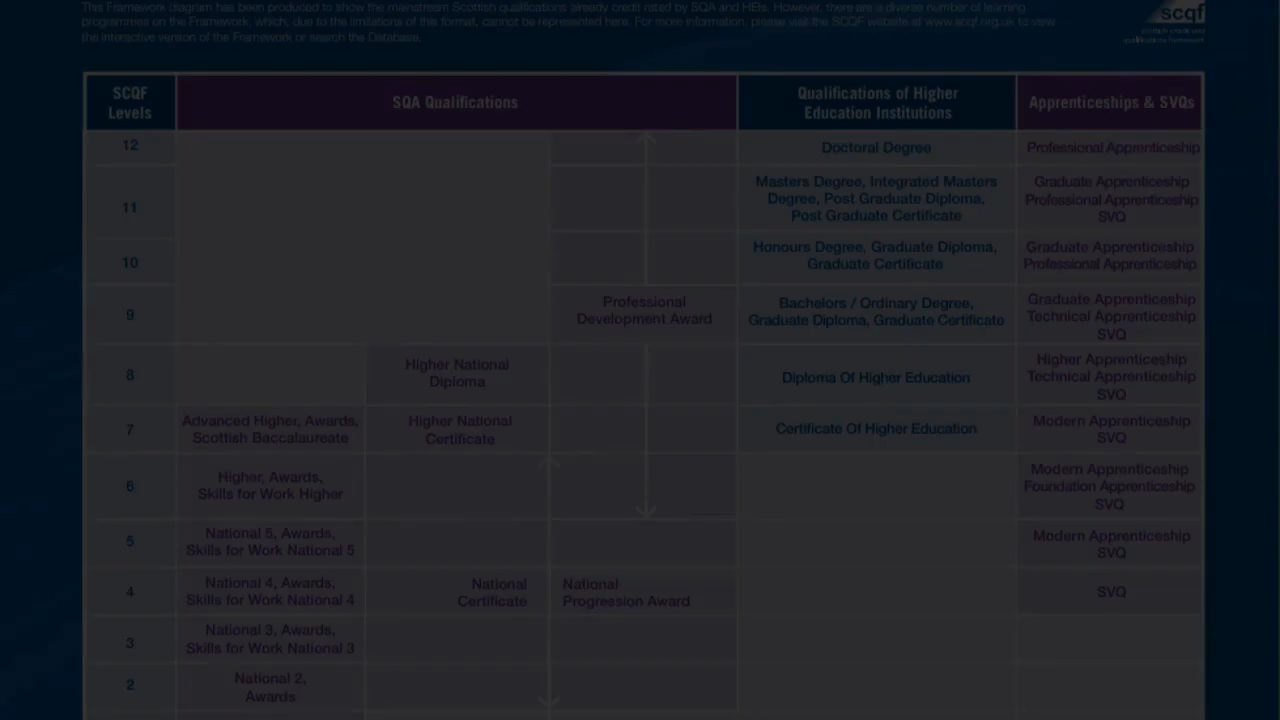 This Framework diagram has been produced to show the mainstream Scottish qualifications already credit rated by SQA and HEIs. However, there are a diverse number of learning
programmes on the Framework, which, due to the limitations of this format, cannot be represented here. For more information, please visit the SCQF website at www.scqf.org.uk to view
the interactive version of the Framework or search the Database.
scqf
SCQF
Levels
SQA Qualifications
Qualifications of Higher
Education Institutions
Apprenticeships & SVQs
12
Doctoral Degree
Professional Apprenticeship
11
Masters Degree, Integrated Masters
Degree, Post Graduate Diploma,
Post Graduate Certificate
Graduate Apprenticeship
Professional Apprenticeship
SVQ
10
Honours Degree, Graduate Diploma,
Graduate Certificate
Graduate Apprenticeship
Professional Apprenticeship
9
Professional
Development Award
Bachelors / Ordinary Degree,
Graduate Diploma, Graduate Certificate
Graduate Apprenticeship
Technical Apprenticeship
SVQ
8
Higher National
Diploma
Diploma Of Higher Education
Higher Apprenticeship
Technical Apprenticeship
SVQ
7
Advanced Higher, Awards,
Scottish Baccalaureate
Higher National
Certificate
Certificate Of Higher Education
Modern Apprenticeship
SVQ
6
Higher, Awards,
Skills for Work Higher
Modern Apprenticeship
Foundation Apprenticeship
SVQ
5
National 5, Awards,
Skills for Work National 5
Modern Apprenticeship
SVQ
4
National 4, Awards,
Skills for Work National 4
National
Certificate
National
Progression Award
SVQ
3
National 3, Awards,
Skills for Work National 3
2
National 2,
Awards